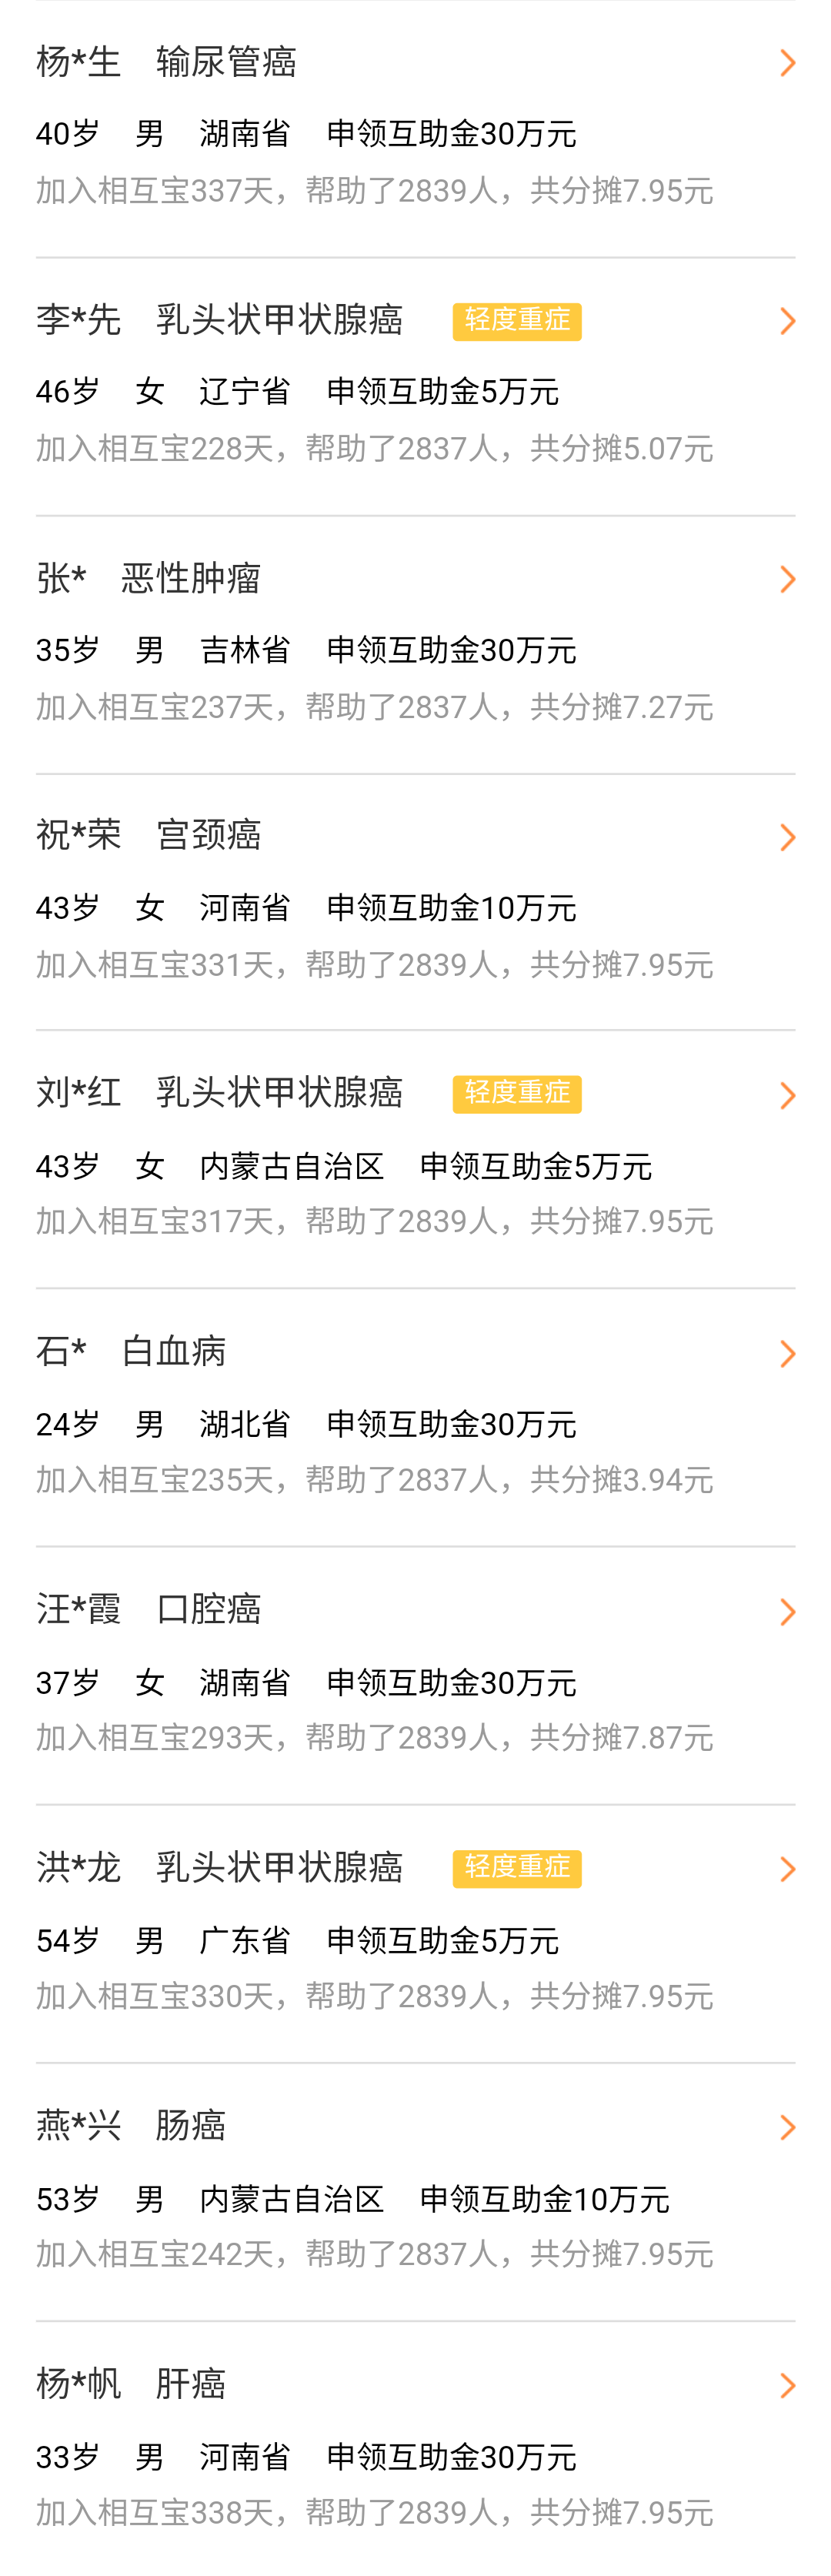 杨*生 输尿管癌
40岁 男 湖南省 申领互助金30万元
加入相互宝337天，帮助了2839人，共分摊7.95元
李*先 乳头状甲状腺癌 轻度重症
46岁 女 辽宁省 申领互助金5万元
加入相互宝228天，帮助了2837人，共分摊5.07元
张* 恶性肿瘤
35岁 男 吉林省 申领互助金30万元
加入相互宝237天，帮助了2837人，共分摊7.27元
祝*荣 宫颈癌
43岁 女 河南省 申领互助金10万元
加入相互宝331天，帮助了2839人，共分摊7.95元
刘*红 乳头状甲状腺癌 轻度重症
43岁 女 内蒙古自治区 申领互助金5万元
加入相互宝317天，帮助了2839人，共分摊7.95元
石* 白血病
24岁 男 湖北省 申领互助金30万元
加入相互宝235天，帮助了2837人，共分摊3.94元
汪*霞 口腔癌
37岁 女 湖南省 申领互助金30万元
加入相互宝293天，帮助了2839人，共分摊7.87元
洪*龙 乳头状甲状腺癌 轻度重症
54岁 男 广东省 申领互助金5万元
加入相互宝330天，帮助了2839人，共分摊7.95元
燕*兴 肠癌
53岁 男 内蒙古自治区 申领互助金10万元
加入相互宝242天，帮助了2837人，共分摊7.95元
杨*帆 肝癌
33岁 男 河南省 申领互助金30万元
加入相互宝338天，帮助了2839人，共分摊7.95元